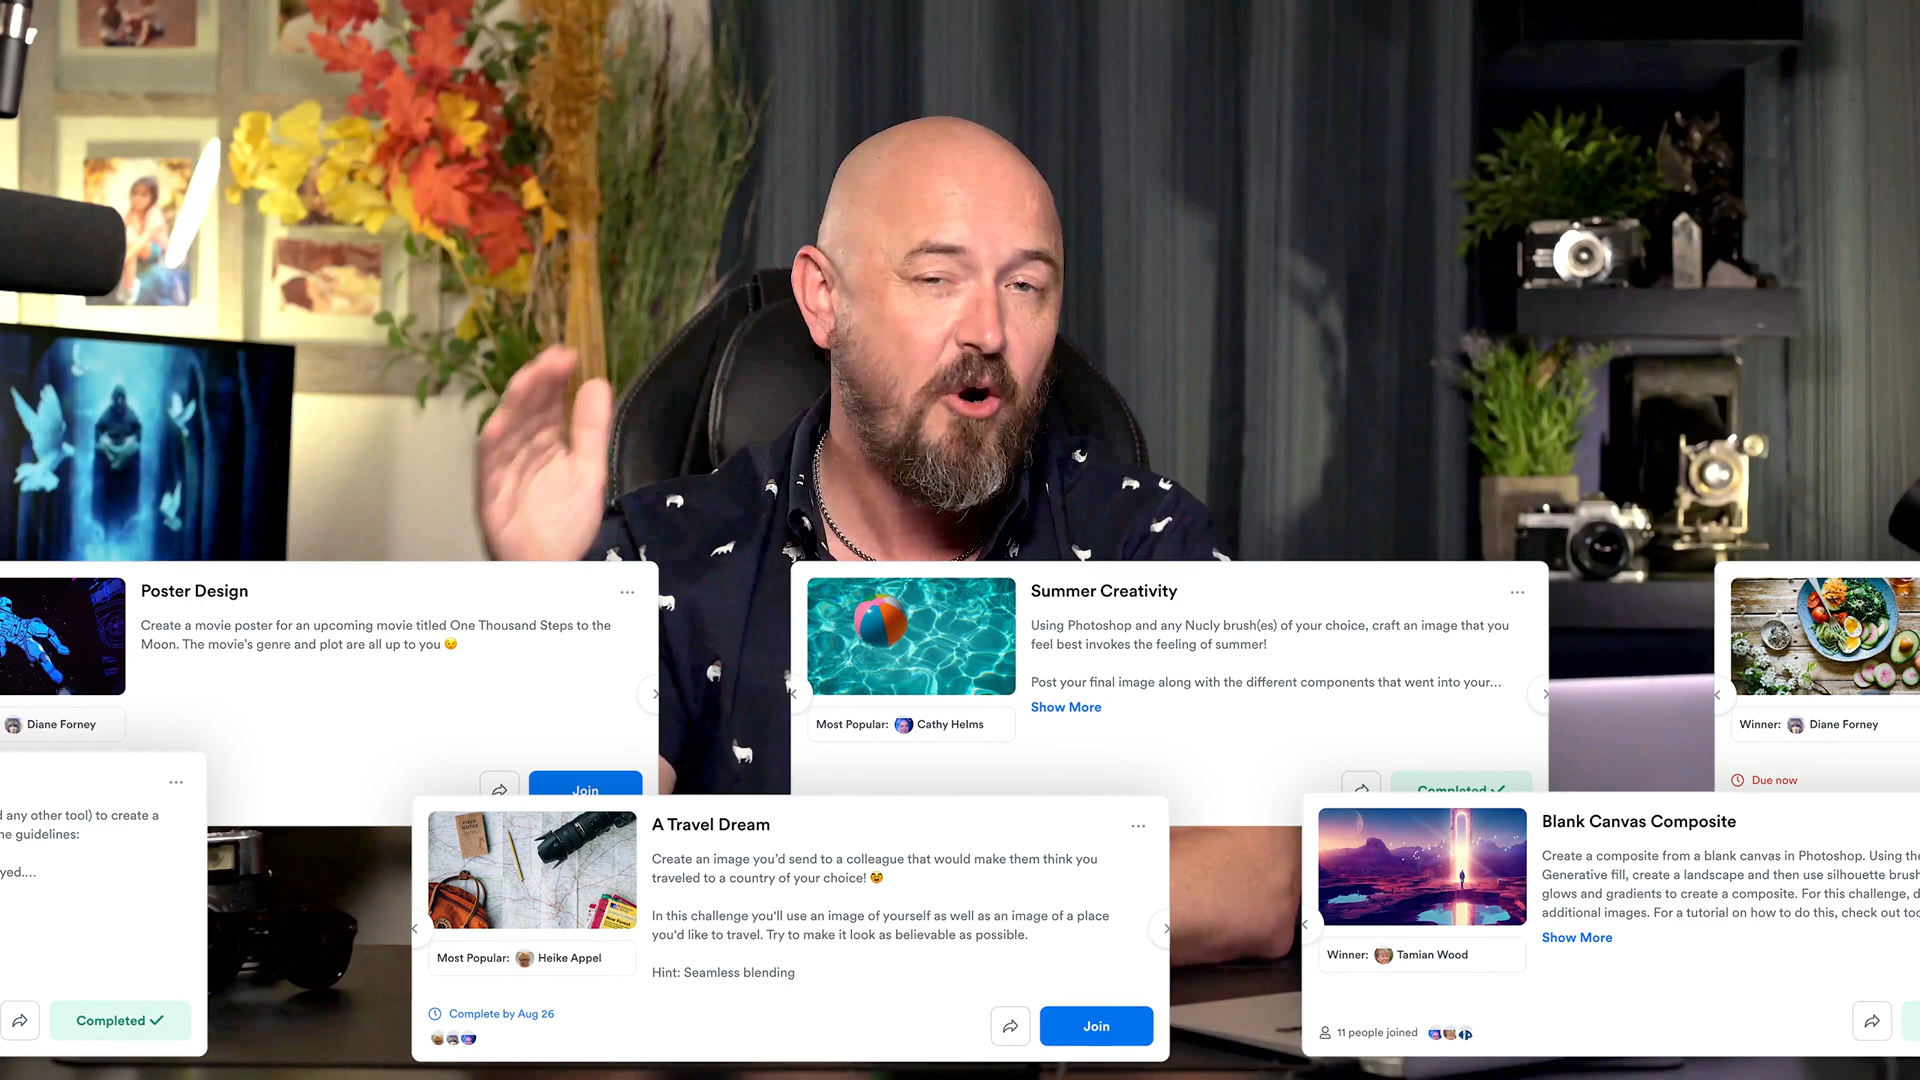 Poster Design
Create a movie poster for an upcoming movie titled One Thousand Steps to the
Moon. The movie's genre and plot are all up to you 😉
Diane Forney
Join
Summer Creativity
Using Photoshop and any Nucly brush(es) of your choice, craft an image that you
feel best invokes the feeling of summer!
Post your final image along with the different components that went into your...
Show More
Most Popular: Cathy Helms
Completed ✓
Winner: Diane Forney
Due now
d any other tool) to create a
ne guidelines:
yed....
Completed ✓
A Travel Dream
Create an image you'd send to a colleague that would make them think you
traveled to a country of your choice! 🥸
In this challenge you'll use an image of yourself as well as an image of a place
you'd like to travel. Try to make it look as believable as possible.
Hint: Seamless blending
Most Popular: Heike Appel
Complete by Aug 26
Join
Blank Canvas Composite
Create a composite from a blank canvas in Photoshop. Using the
Generative fill, create a landscape and then use silhouette brush
glows and gradients to create a composite. For this challenge, d
additional images. For a tutorial on how to do this, check out too
Show More
Winner: Tamian Wood
11 people joined